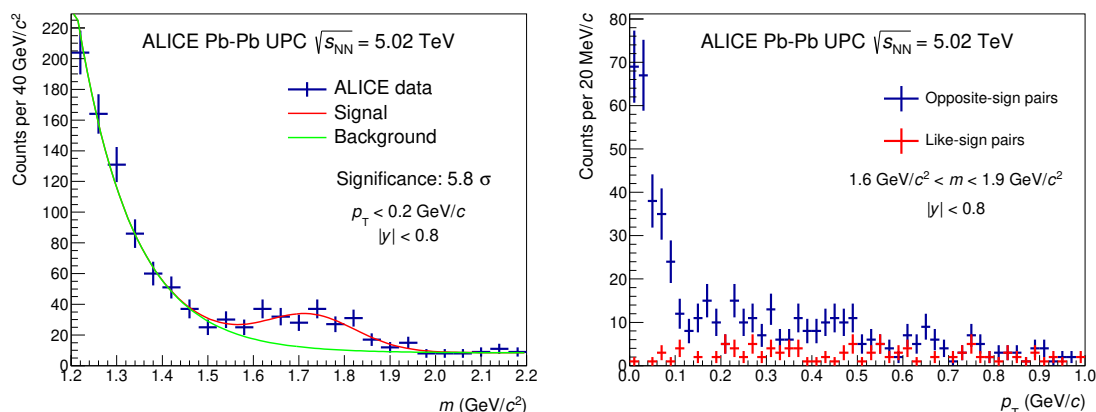 ALICE Pb-Pb UPC √sNN = 5.02 TeV
ALICE data
Signal
Background
Significance: 5.8 σ
pT < 0.2 GeV/c
|y| < 0.8
Counts per 40 GeV/c²
220
200
180
160
140
120
100
80
60
40
20
0
1.2 1.3 1.4 1.5 1.6 1.7 1.8 1.9 2.0 2.1 2.2
m (GeV/c²)
ALICE Pb-Pb UPC √sNN = 5.02 TeV
Opposite-sign pairs
Like-sign pairs
1.6 GeV/c² < m < 1.9 GeV/c²
|y| < 0.8
Counts per 20 MeV/c
80
70
60
50
40
30
20
10
0
0.0 0.1 0.2 0.3 0.4 0.5 0.6 0.7 0.8 0.9 1.0
pT (GeV/c)